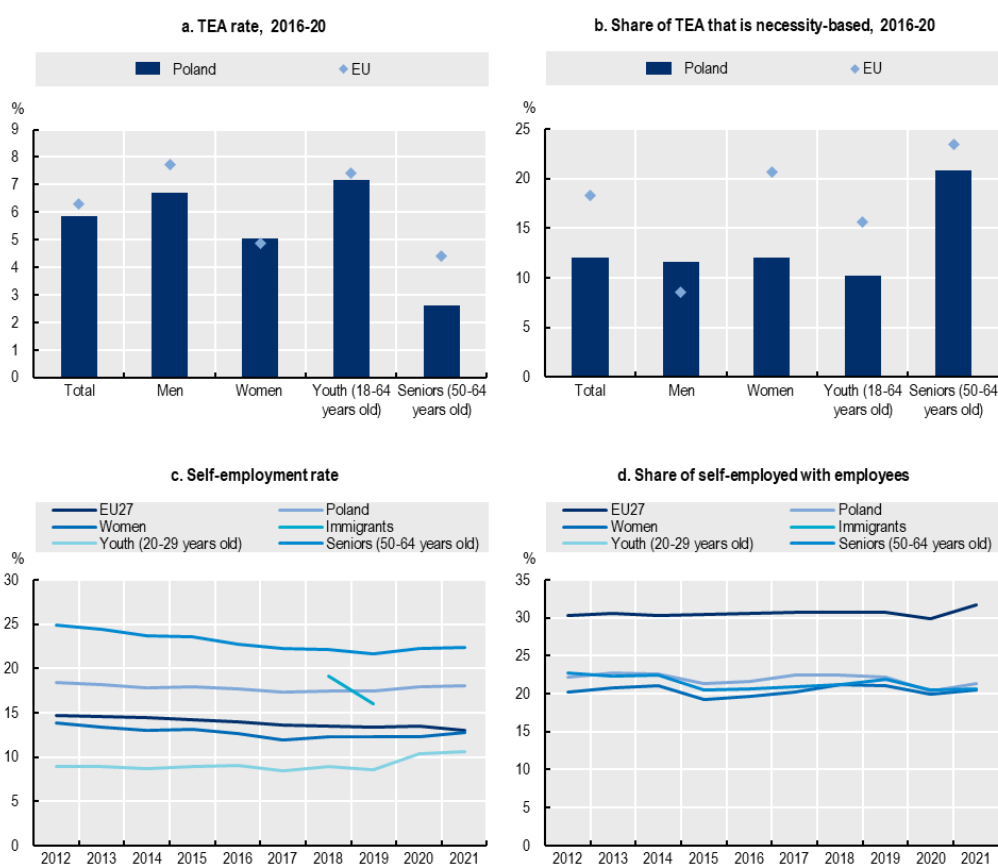 a. TEA rate, 2016-20
Poland EU
%
9
8
7
6
5
4
3
2
1
0
Total Men Women Youth (18-64 years old) Seniors (50-64 years old)
b. Share of TEA that is necessity-based, 2016-20
Poland EU
%
25
20
15
10
5
0
Total Men Women Youth (18-64 years old) Seniors (50-64 years old)
c. Self-employment rate
EU27 Poland
Women Immigrants
Youth (20-29 years old) Seniors (50-64 years old)
%
30
25
20
15
10
5
0
2012 2013 2014 2015 2016 2017 2018 2019 2020 2021
d. Share of self-employed with employees
EU27 Poland
Women Immigrants
Youth (20-29 years old) Seniors (50-64 years old)
%
35
30
25
20
15
10
5
0
2012 2013 2014 2015 2016 2017 2018 2019 2020 2021